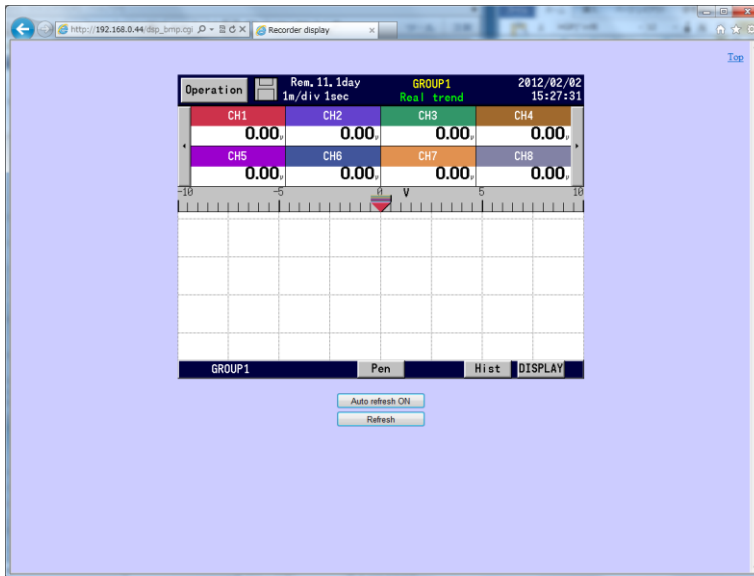 http://192.168.0.44/dsp_bmp.cgi
Recorder display
Top
Operation
Rem.11.1day
1m/div 1sec
GROUP1
Real trend
2012/02/02
15:27:31
CH1 CH2 CH3 CH4
0.00 V 0.00 V 0.00 V 0.00 V
CH5 CH6 CH7 CH8
0.00 V 0.00 V 0.00 V 0.00 V
-10 -5 0 V 5 10
GROUP1 Pen Hist DISPLAY
Auto refresh ON
Refresh